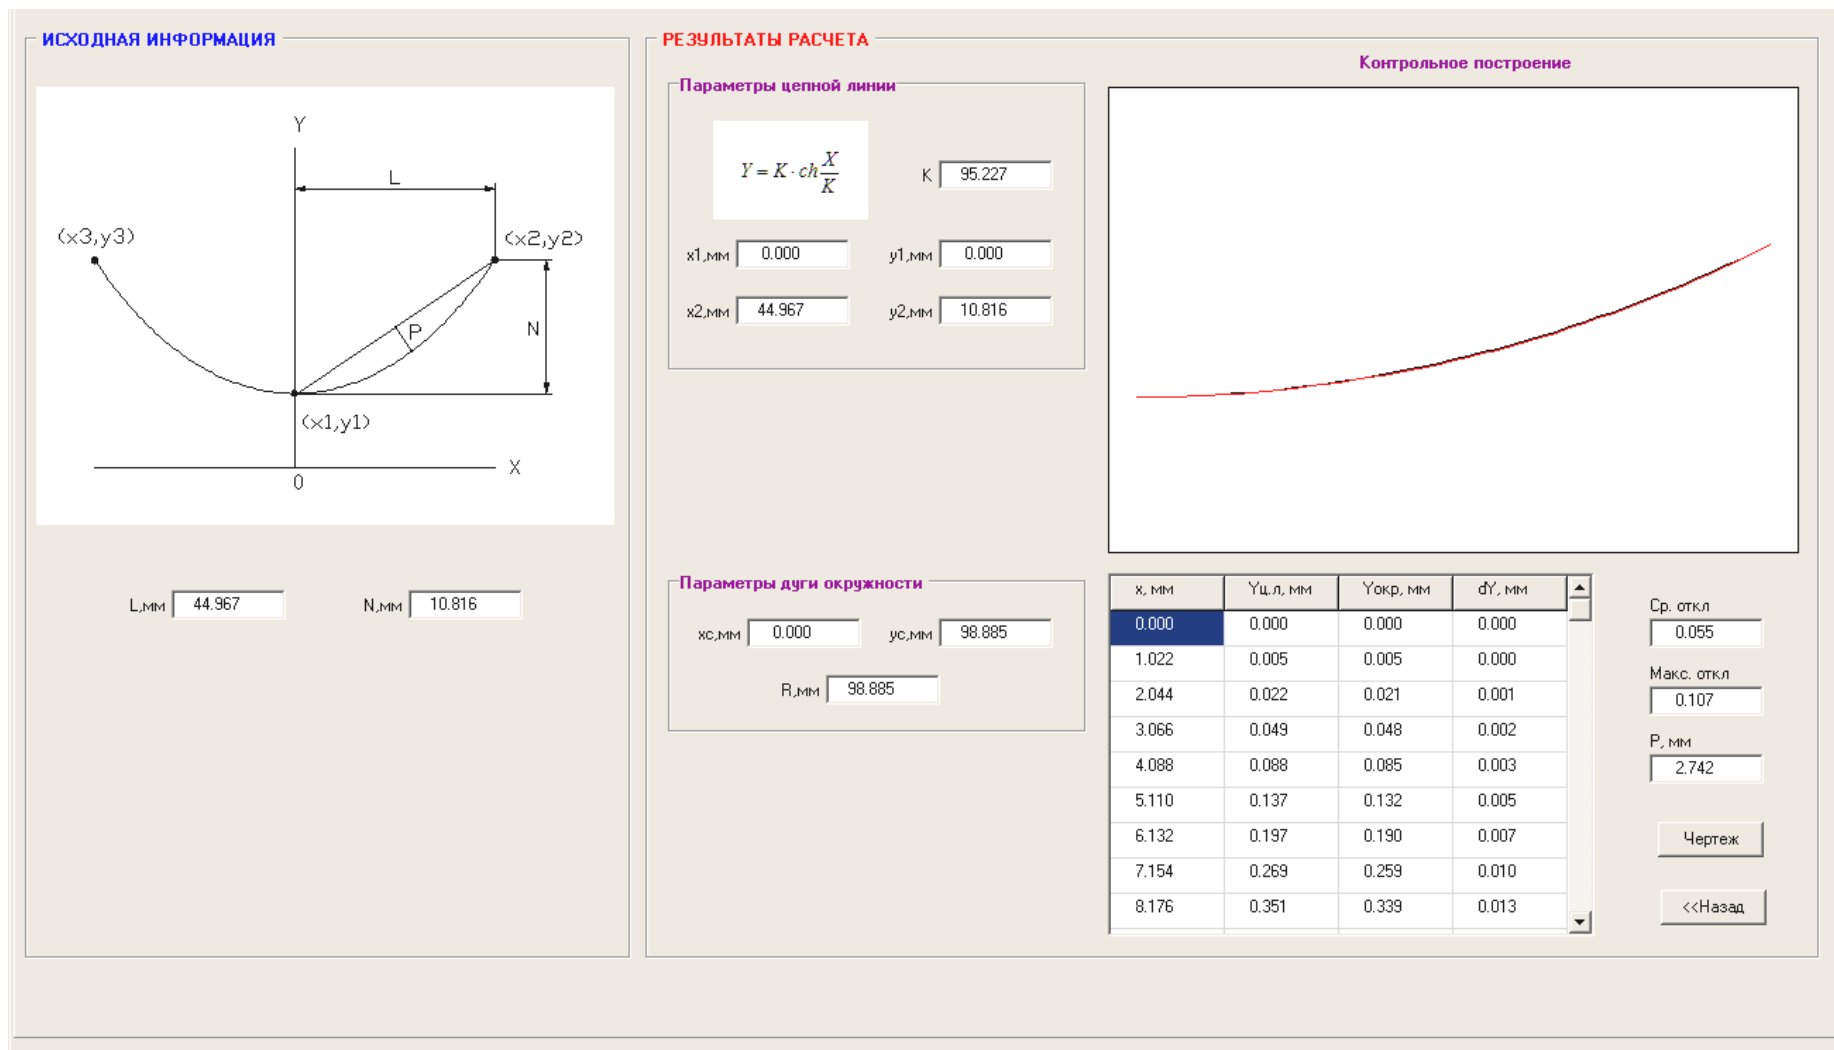 ИСХОДНАЯ ИНФОРМАЦИЯ
Y
L
(x3,y3)
(x2,y2)
P
N
(x1,y1)
X
0
L,мм 44.967 N,мм 10.816
РЕЗУЛЬТАТЫ РАСЧЕТА
Параметры цепной линии
Y = K · ch X/K
K 95.227
x1,мм 0.000 y1,мм 0.000
x2,мм 44.967 y2,мм 10.816
Параметры дуги окружности
xc,мм 0.000 yc,мм 98.885
R,мм 98.885
Контрольное построение
x, мм Yц.л, мм Yокр, мм dY, мм
0.000 0.000 0.000 0.000
1.022 0.005 0.005 0.000
2.044 0.022 0.021 0.001
3.066 0.049 0.048 0.002
4.088 0.088 0.085 0.003
5.110 0.137 0.132 0.005
6.132 0.197 0.190 0.007
7.154 0.269 0.259 0.010
8.176 0.351 0.339 0.013
Ср. откл
0.055
Макс. откл
0.107
P, мм
2.742
Чертеж
<<Назад